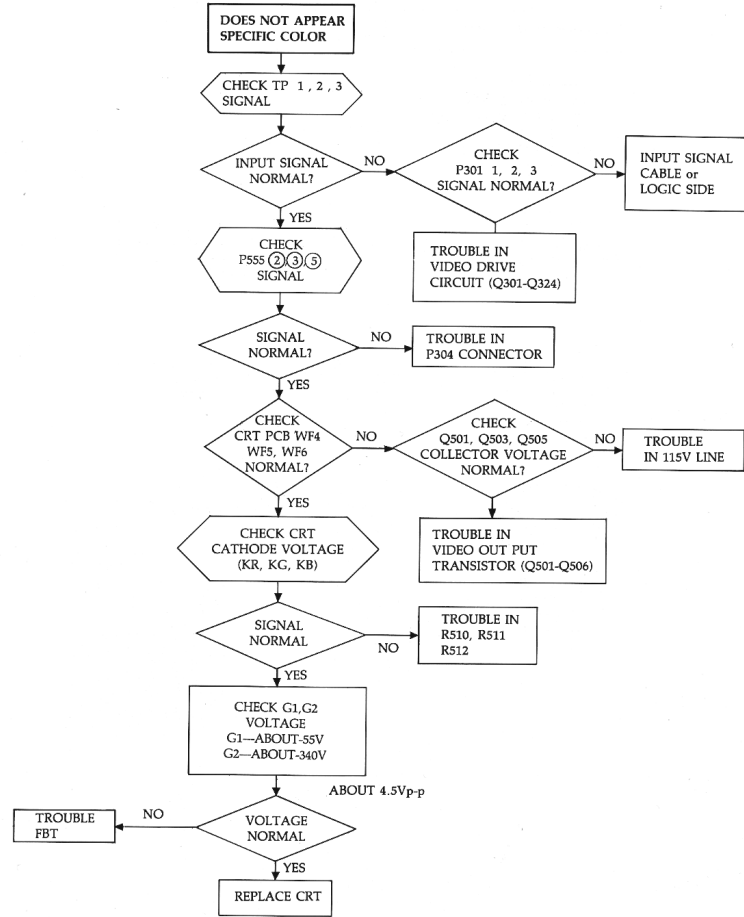 DOES NOT APPEAR
SPECIFIC COLOR
CHECK TP 1 , 2 , 3
SIGNAL
INPUT SIGNAL
NORMAL?
NO
CHECK
P301 1, 2, 3
SIGNAL NORMAL?
NO
INPUT SIGNAL
CABLE or
LOGIC SIDE
YES
CHECK
P555 ②,③,⑤
SIGNAL
TROUBLE IN
VIDEO DRIVE
CIRCUIT (Q301-Q324)
SIGNAL
NORMAL?
NO
TROUBLE IN
P304 CONNECTOR
YES
CHECK
CRT PCB WF4
WF5, WF6
NORMAL?
NO
CHECK
Q501, Q503, Q505
COLLECTOR VOLTAGE
NORMAL?
NO
TROUBLE
IN 115V LINE
YES
CHECK CRT
CATHODE VOLTAGE
(KR, KG, KB)
TROUBLE IN
VIDEO OUT PUT
TRANSISTOR (Q501-Q506)
SIGNAL
NORMAL
NO
TROUBLE IN
R510, R511
R512
YES
CHECK G1,G2
VOLTAGE
G1—ABOUT-55V
G2—ABOUT-340V
ABOUT 4.5Vp-p
VOLTAGE
NORMAL
NO
TROUBLE
FBT
YES
REPLACE CRT